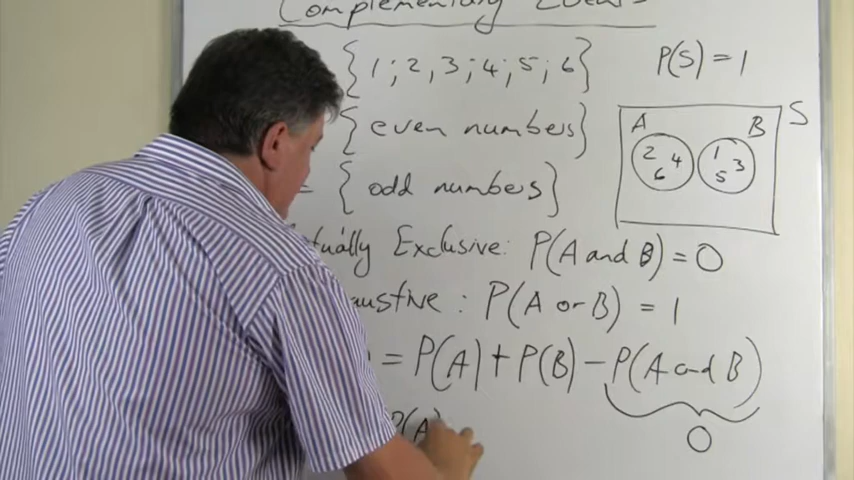 Complementary
{1;2,3;4;5;6} P(S) = 1
{even numbers}
= {odd numbers}
A B S
2 4 6
1 3 5
Exclusive: P(A and B) = 0
: P(A or B) = 1
= P(A) + P(B) - P(A and B)
0
P(A)